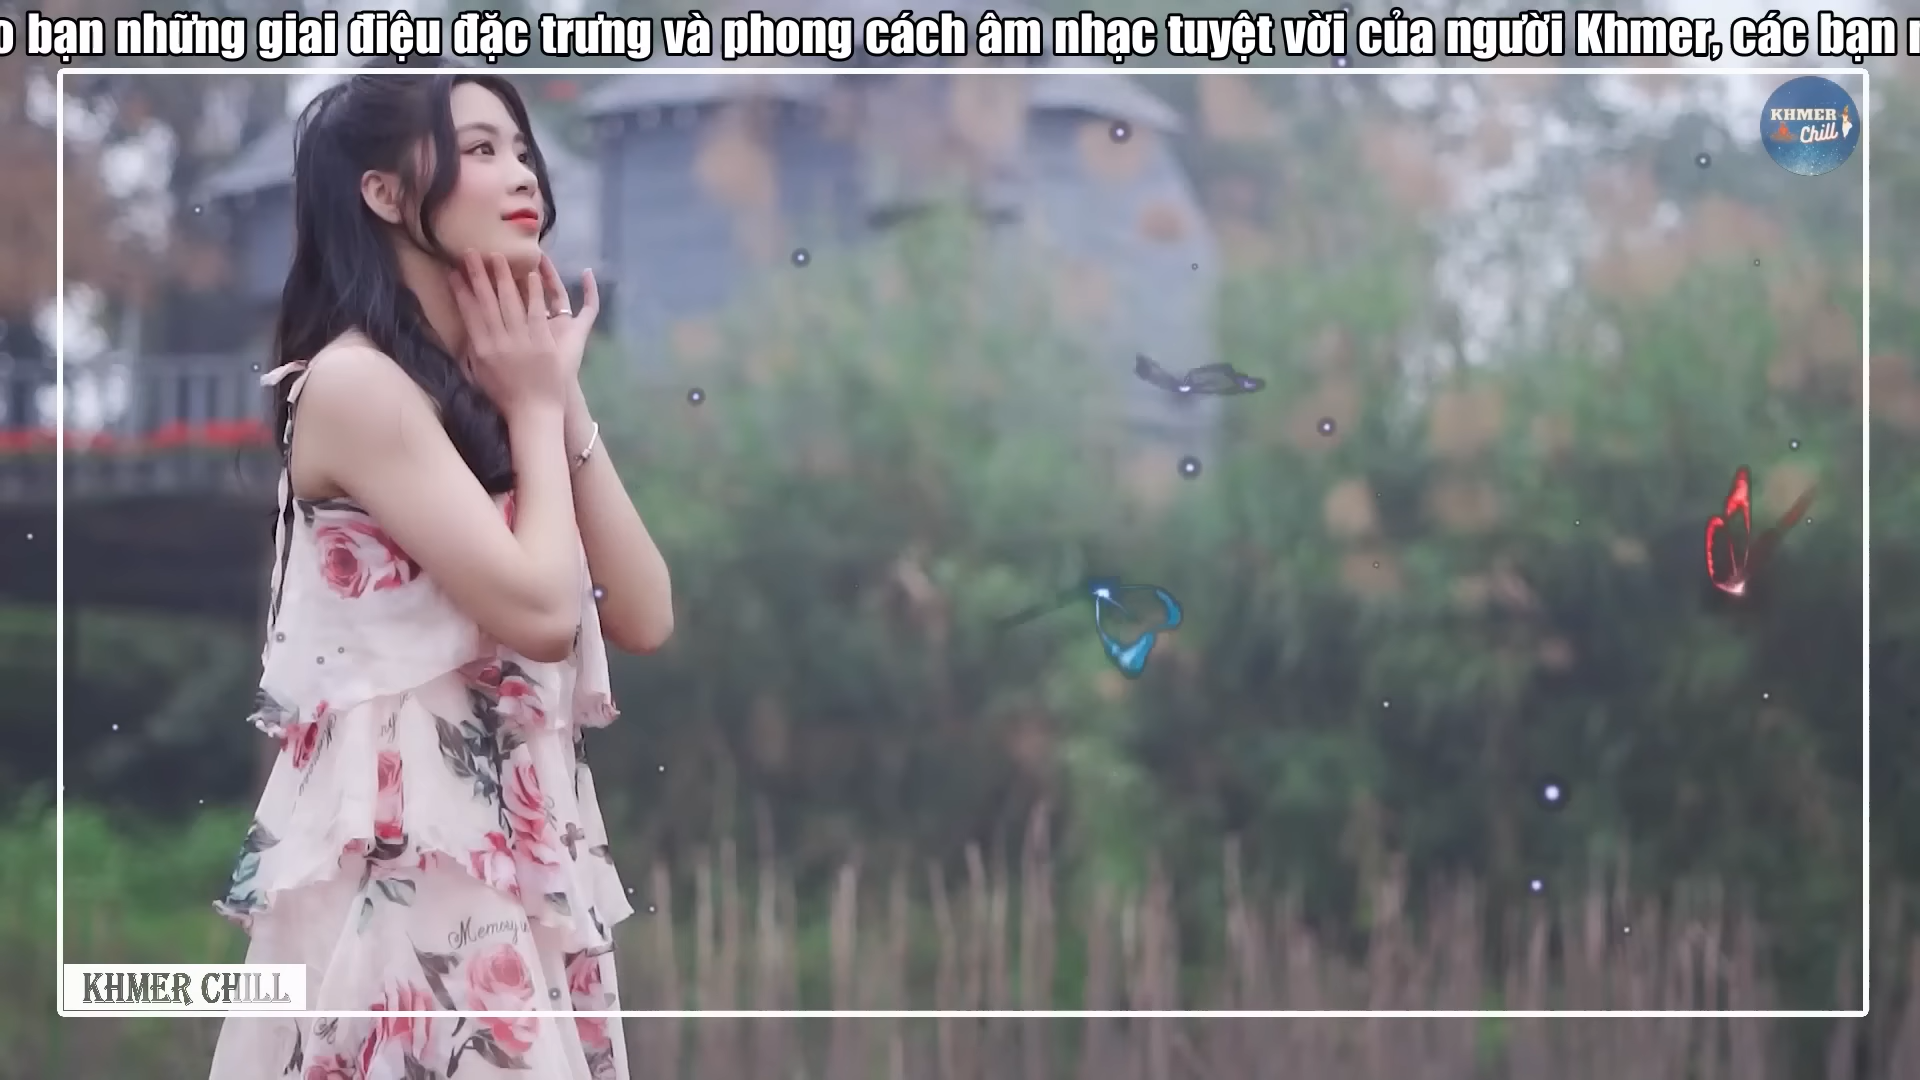 bạn những giai điệu đặc trưng và phong cách âm nhạc tuyệt vời của người Khmer, các bạn
KHMER
Chill
Memory
KHMER CHILL